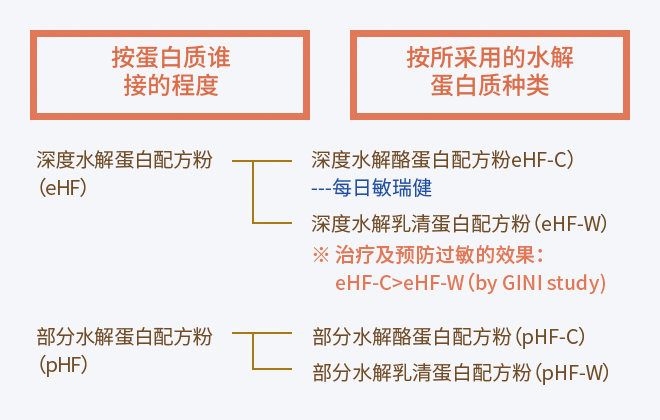 按蛋白质谁
接的程度
按所采用的水解
蛋白质种类
深度水解蛋白配方粉
（eHF）
深度水解酪蛋白配方粉eHF-C）
---每日敏瑞健
深度水解乳清蛋白配方粉（eHF-W）
※ 治疗及预防过敏的效果：
eHF-C>eHF-W（by GINI study)
部分水解蛋白配方粉
（pHF）
部分水解酪蛋白配方粉（pHF-C）
部分水解乳清蛋白配方粉（pHF-W）